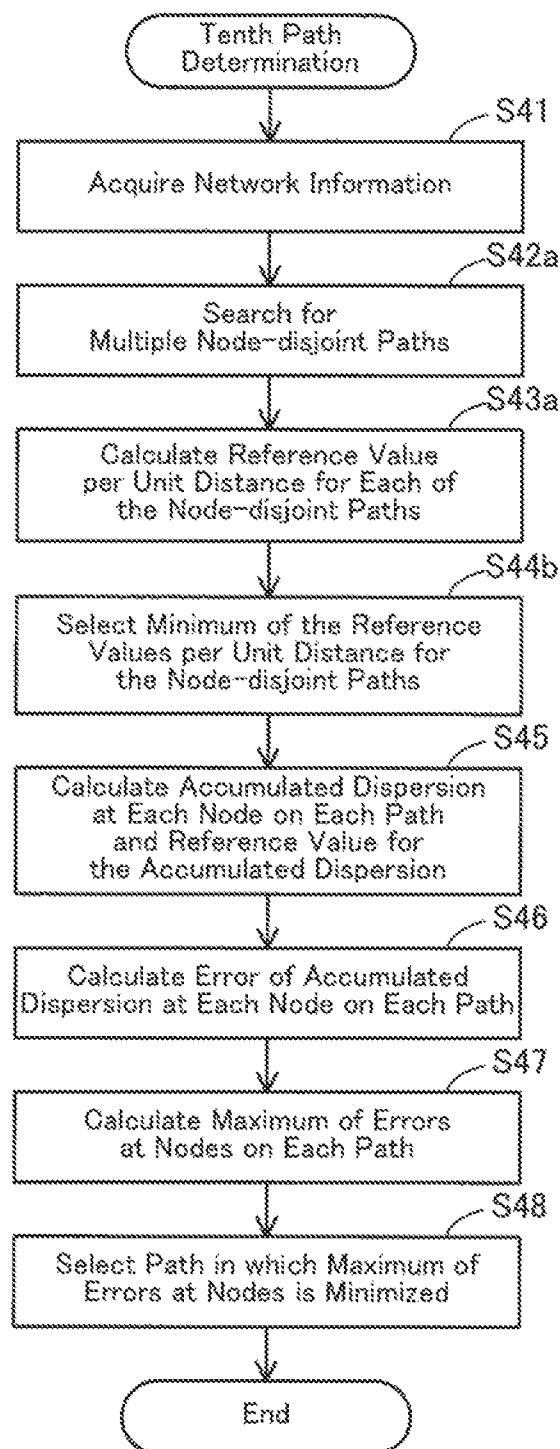 Tenth Path
Determination
S41
Acquire Network Information
S42a
Search for
Multiple Node-disjoint Paths
S43a
Calculate Reference Value
per Unit Distance for Each of
the Node-disjoint Paths
S44b
Select Minimum of the Reference
Values per Unit Distance for
the Node-disjoint Paths
S45
Calculate Accumulated Dispersion
at Each Node on Each Path
and Reference Value for
the Accumulated Dispersion
S46
Calculate Error of Accumulated
Dispersion at Each Node on Each Path
S47
Calculate Maximum of Errors
at Nodes on Each Path
S48
Select Path in which Maximum of
Errors at Nodes is Minimized
End